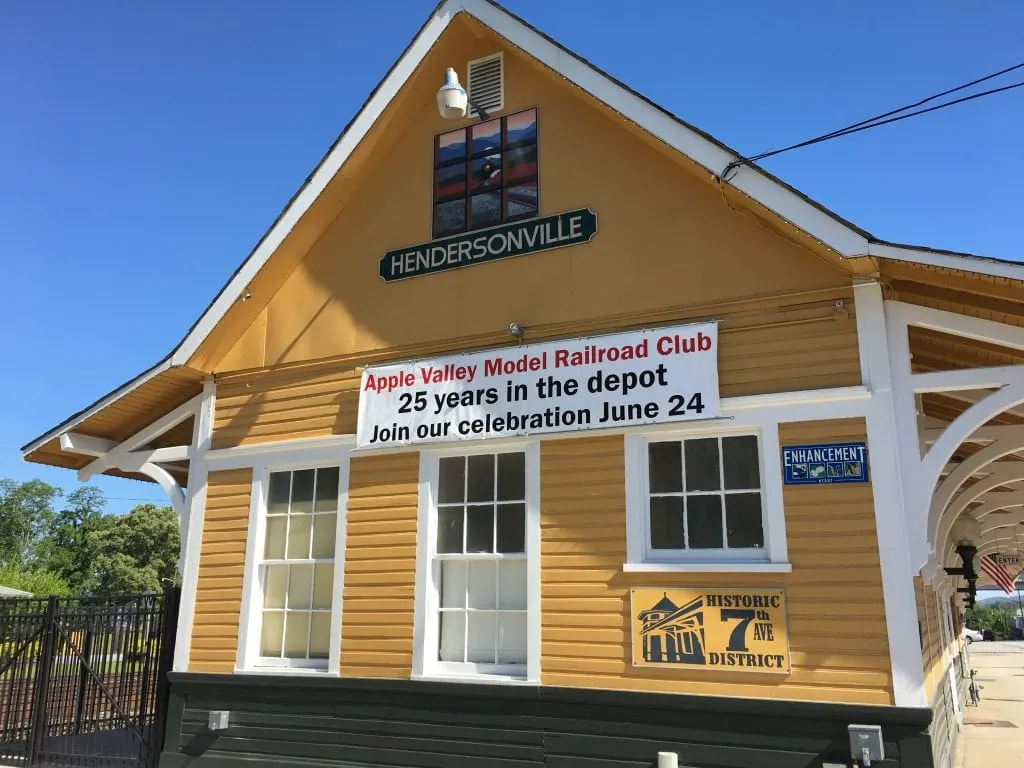 HENDERSONVILLE
Apple Valley Model Railroad Club
25 years in the depot
Join our celebration June 24
ENHANCEMENT
HISTORIC
7th AVE
DISTRICT
ENTER